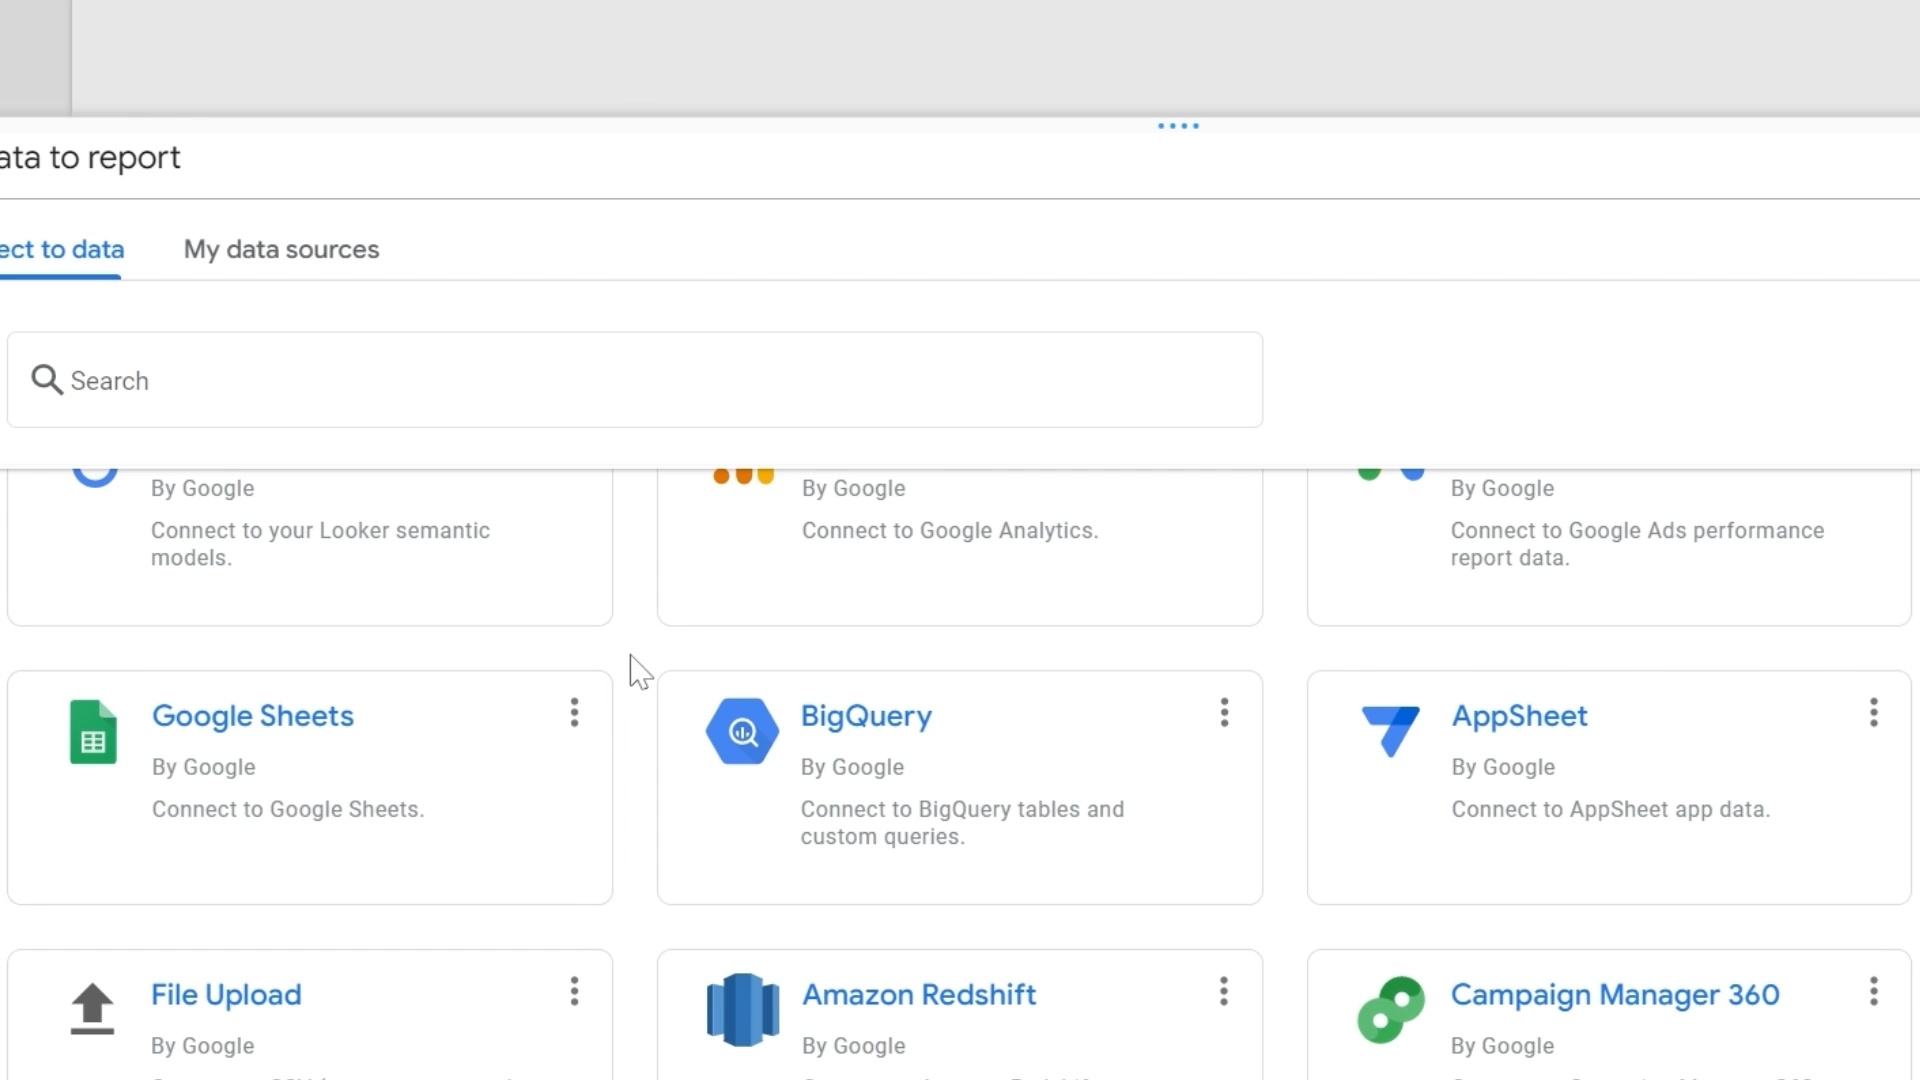 ata to report
ect to data
My data sources
Search
By Google
Connect to your Looker semantic
models.
By Google
Connect to Google Analytics.
By Google
Connect to Google Ads performance
report data.
Google Sheets
By Google
Connect to Google Sheets.
BigQuery
By Google
Connect to BigQuery tables and
custom queries.
AppSheet
By Google
Connect to AppSheet app data.
File Upload
By Google
Amazon Redshift
By Google
Campaign Manager 360
By Google